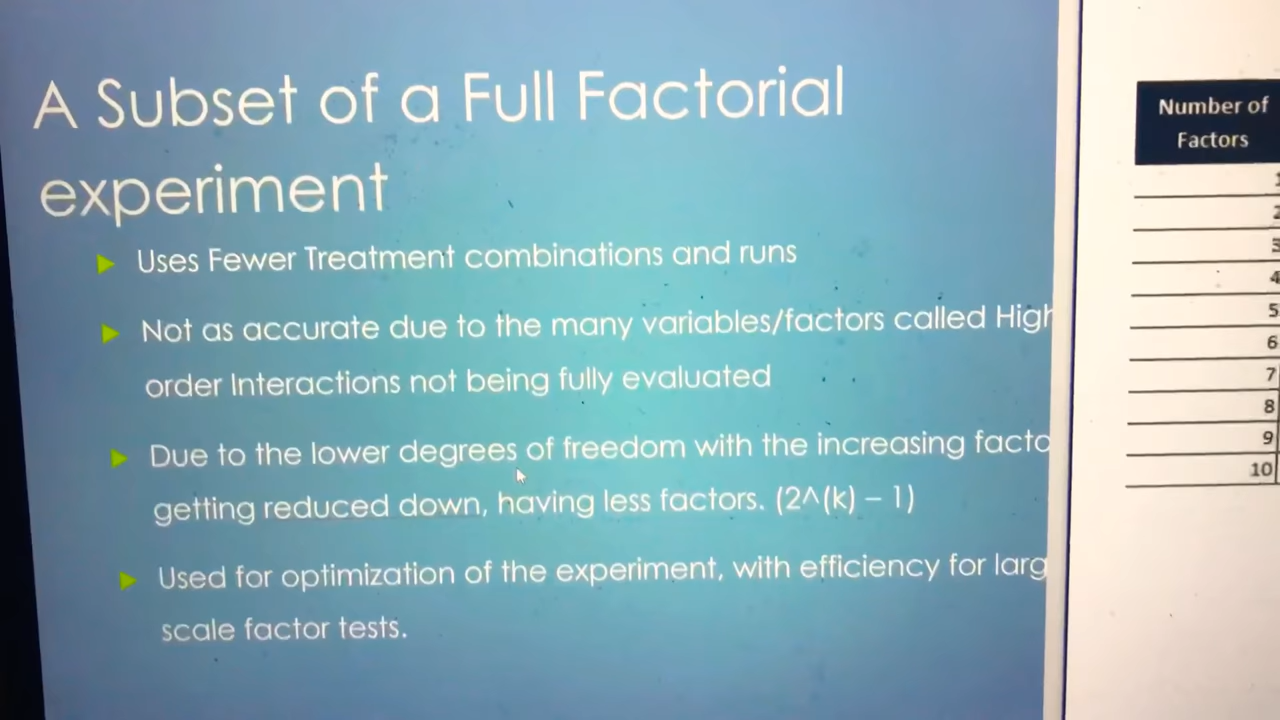 A Subset of a Full Factorial
experiment
Uses Fewer Treatment combinations and runs
Not as accurate due to the many variables/factors called High
order Interactions not being fully evaluated
Due to the lower degrees of freedom with the increasing
getting reduced down, having less factors. (2^(k) – 1)
Used for optimization of the experiment, with efficiency for
scale factor tests.
Number of
Factors
1
2
3
4
5
6
7
8
9
10